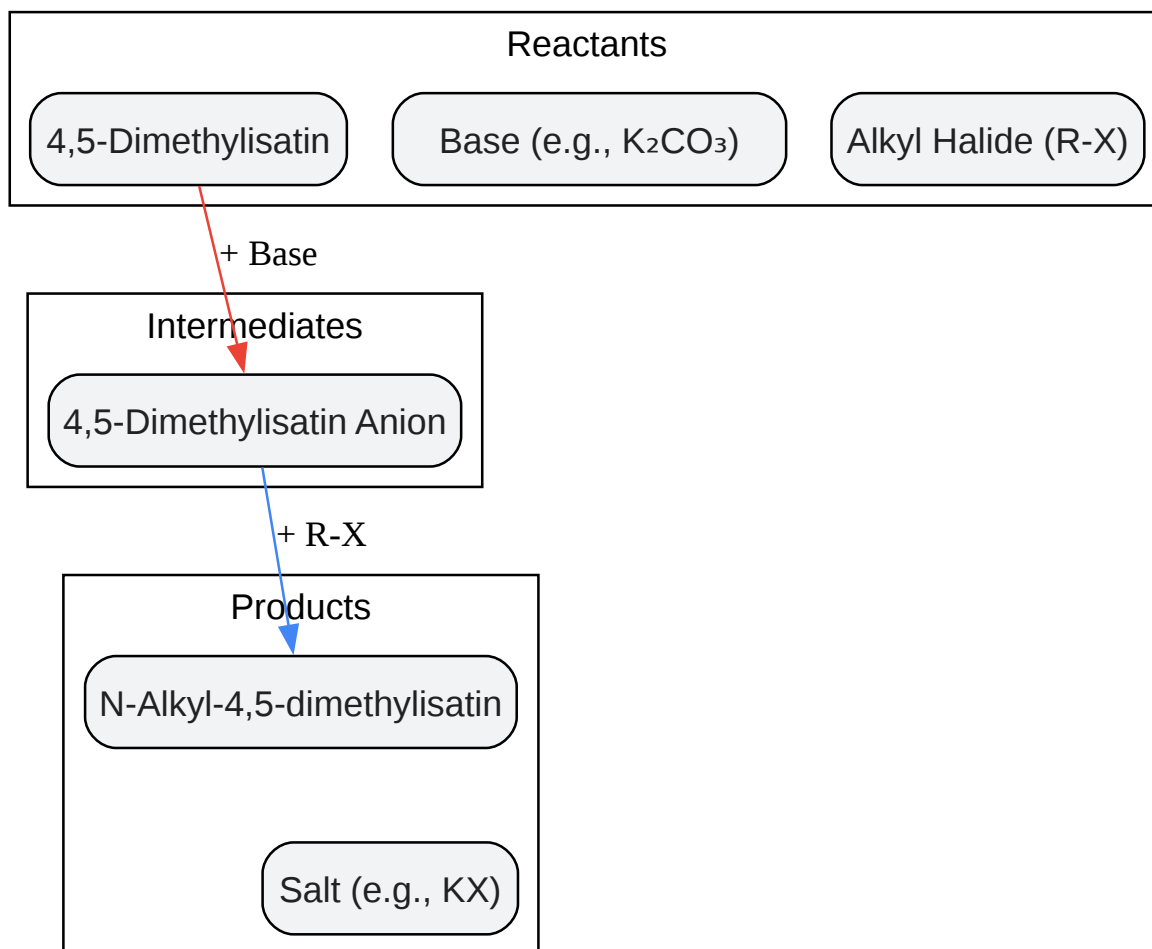 Reactants
4,5-Dimethylisatin
Base (e.g., K₂CO₃)
Alkyl Halide (R-X)
+ Base
Intermediates
4,5-Dimethylisatin Anion
+ R-X
Products
N-Alkyl-4,5-dimethylisatin
Salt (e.g., KX)